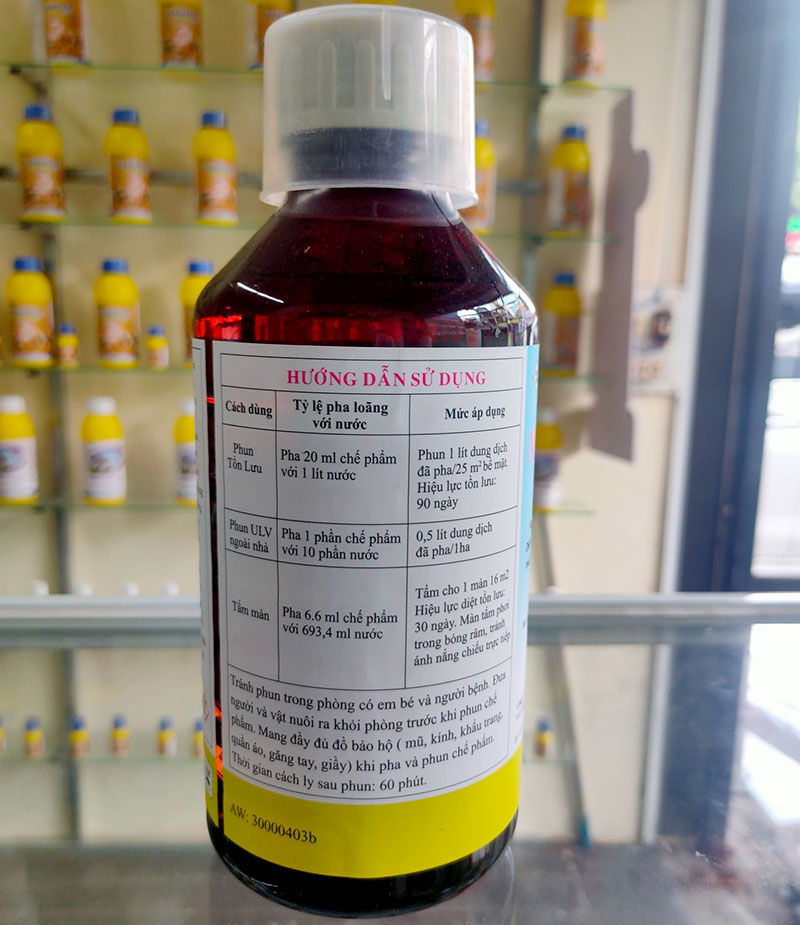 HƯỚNG DẪN SỬ DỤNG
Cách dùng
Tỷ lệ pha loãng
với nước
Mức áp dụng
Phun
Tồn Lưu
Pha 20 ml chế phẩm
với 1 lít nước
Phun 1 lít dung dịch
đã pha/25 m² bề mặt.
Hiệu lực tồn lưu:
90 ngày
Phun ULV
ngoài nhà
Pha 1 phần chế phẩm
với 10 phần nước
0,5 lít dung dịch
đã pha/1ha
Tẩm màn
Pha 6.6 ml chế phẩm
với 693,4 ml nước
Tẩm cho 1 màn 16 m2
Hiệu lực diệt tồn lưu:
30 ngày. Màn tẩm phơi
trong bóng râm, tránh
ánh nắng chiếu trực tiếp
Tránh phun trong phòng có em bé và người bệnh. Đưa
người và vật nuôi ra khỏi phòng trước khi phun chế
phẩm. Mang đầy đủ đồ bảo hộ ( mũ, kính, khẩu trang,
quần áo, găng tay, giầy) khi pha và phun chế phẩm.
Thời gian cách ly sau phun: 60 phút.
AW: 30000403b